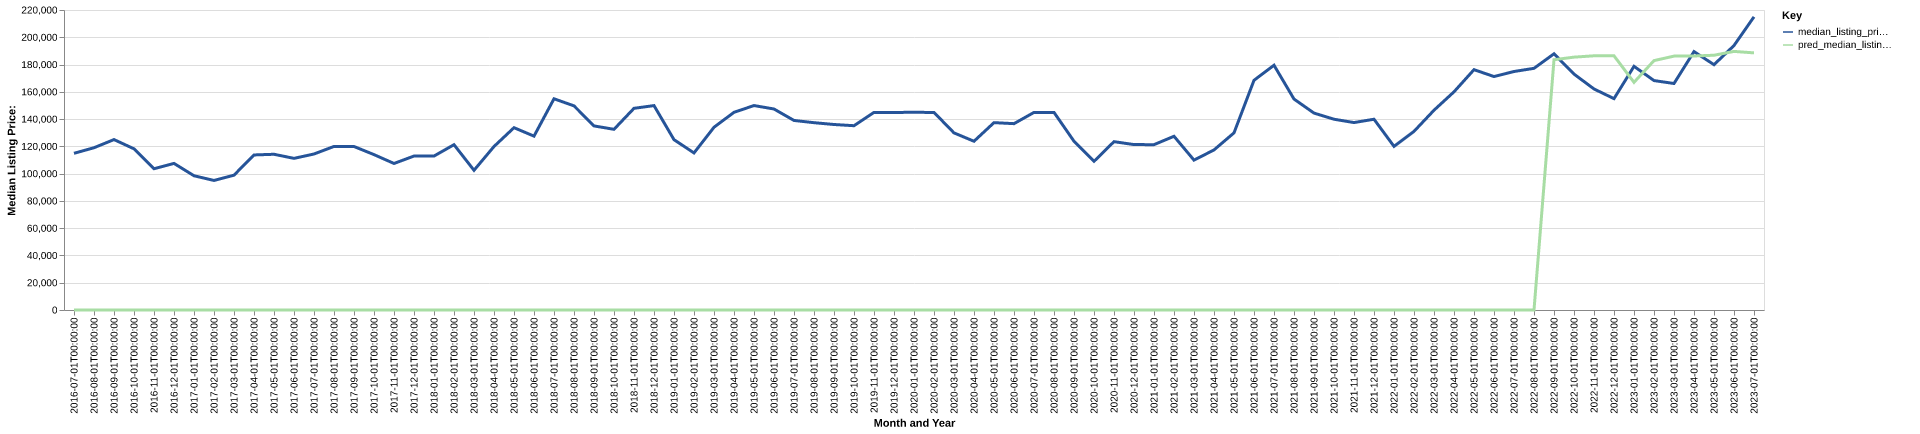 220,000
200,000
180,000
160,000
140,000
120,000
100,000
80,000
60,000
40,000
20,000
0
Median Listing Price:
2016-07-01T00:00:00
2016-08-01T00:00:00
2016-09-01T00:00:00
2016-10-01T00:00:00
2016-11-01T00:00:00
2016-12-01T00:00:00
2017-01-01T00:00:00
2017-02-01T00:00:00
2017-03-01T00:00:00
2017-04-01T00:00:00
2017-05-01T00:00:00
2017-06-01T00:00:00
2017-07-01T00:00:00
2017-08-01T00:00:00
2017-09-01T00:00:00
2017-10-01T00:00:00
2017-11-01T00:00:00
2017-12-01T00:00:00
2018-01-01T00:00:00
2018-02-01T00:00:00
2018-03-01T00:00:00
2018-04-01T00:00:00
2018-05-01T00:00:00
2018-06-01T00:00:00
2018-07-01T00:00:00
2018-08-01T00:00:00
2018-09-01T00:00:00
2018-10-01T00:00:00
2018-11-01T00:00:00
2018-12-01T00:00:00
2019-01-01T00:00:00
2019-02-01T00:00:00
2019-03-01T00:00:00
2019-04-01T00:00:00
2019-05-01T00:00:00
2019-06-01T00:00:00
2019-07-01T00:00:00
2019-08-01T00:00:00
2019-09-01T00:00:00
2019-10-01T00:00:00
2019-11-01T00:00:00
2019-12-01T00:00:00
2020-01-01T00:00:00
2020-02-01T00:00:00
2020-03-01T00:00:00
2020-04-01T00:00:00
2020-05-01T00:00:00
2020-06-01T00:00:00
2020-07-01T00:00:00
2020-08-01T00:00:00
2020-09-01T00:00:00
2020-10-01T00:00:00
2020-11-01T00:00:00
2020-12-01T00:00:00
2021-01-01T00:00:00
2021-02-01T00:00:00
2021-03-01T00:00:00
2021-04-01T00:00:00
2021-05-01T00:00:00
2021-06-01T00:00:00
2021-07-01T00:00:00
2021-08-01T00:00:00
2021-09-01T00:00:00
2021-10-01T00:00:00
2021-11-01T00:00:00
2021-12-01T00:00:00
2022-01-01T00:00:00
2022-02-01T00:00:00
2022-03-01T00:00:00
2022-04-01T00:00:00
2022-05-01T00:00:00
2022-06-01T00:00:00
2022-07-01T00:00:00
2022-08-01T00:00:00
2022-09-01T00:00:00
2022-10-01T00:00:00
2022-11-01T00:00:00
2022-12-01T00:00:00
2023-01-01T00:00:00
2023-02-01T00:00:00
2023-03-01T00:00:00
2023-04-01T00:00:00
2023-05-01T00:00:00
2023-06-01T00:00:00
2023-07-01T00:00:00
Month and Year
Key
median_listing_pri…
pred_median_listin…